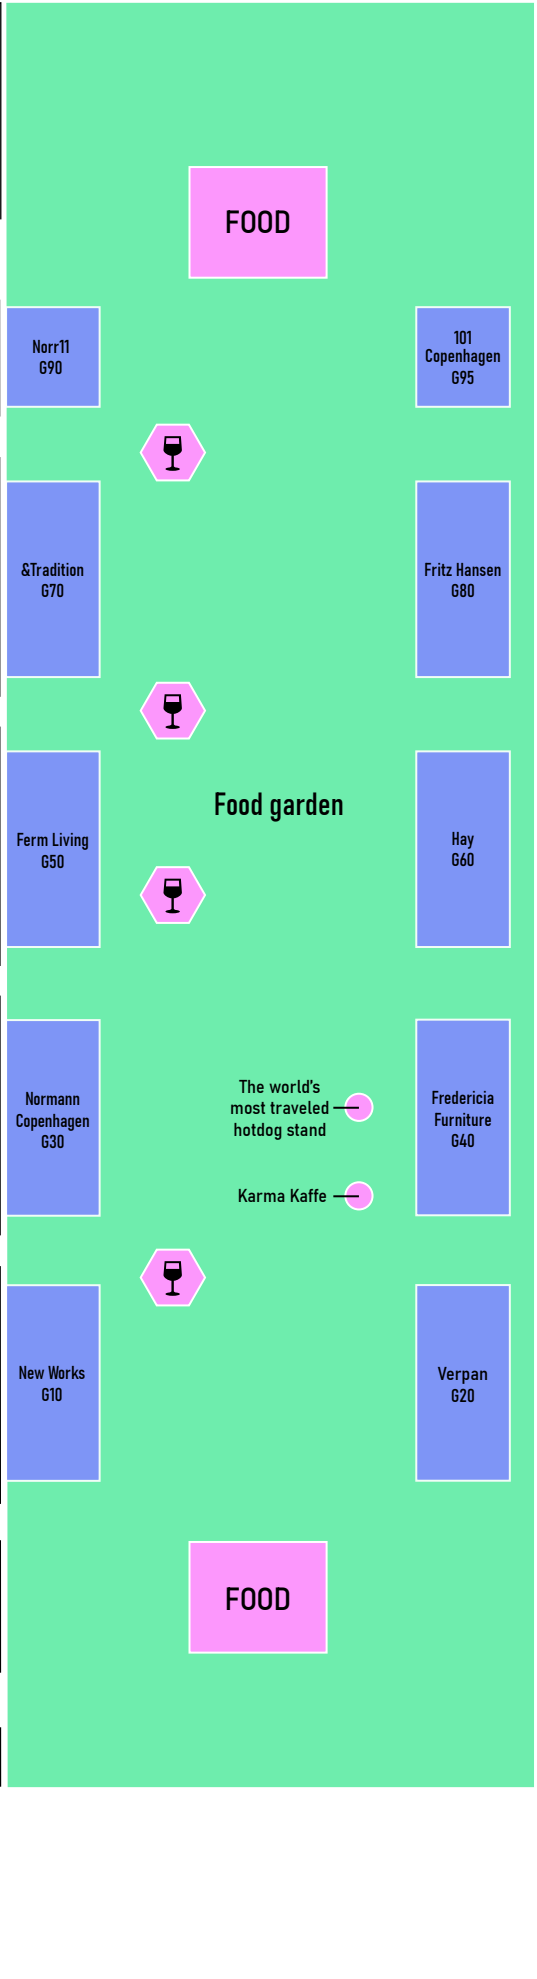 FOOD
Norr11
G90
101
Copenhagen
G95
&Tradition
G70
Fritz Hansen
G80
Food garden
Ferm Living
G50
Hay
G60
The world's
most traveled
hotdog stand
Normann
Copenhagen
G30
Fredericia
Furniture
G40
Karma Kaffe
New Works
G10
Verpan
G20
FOOD